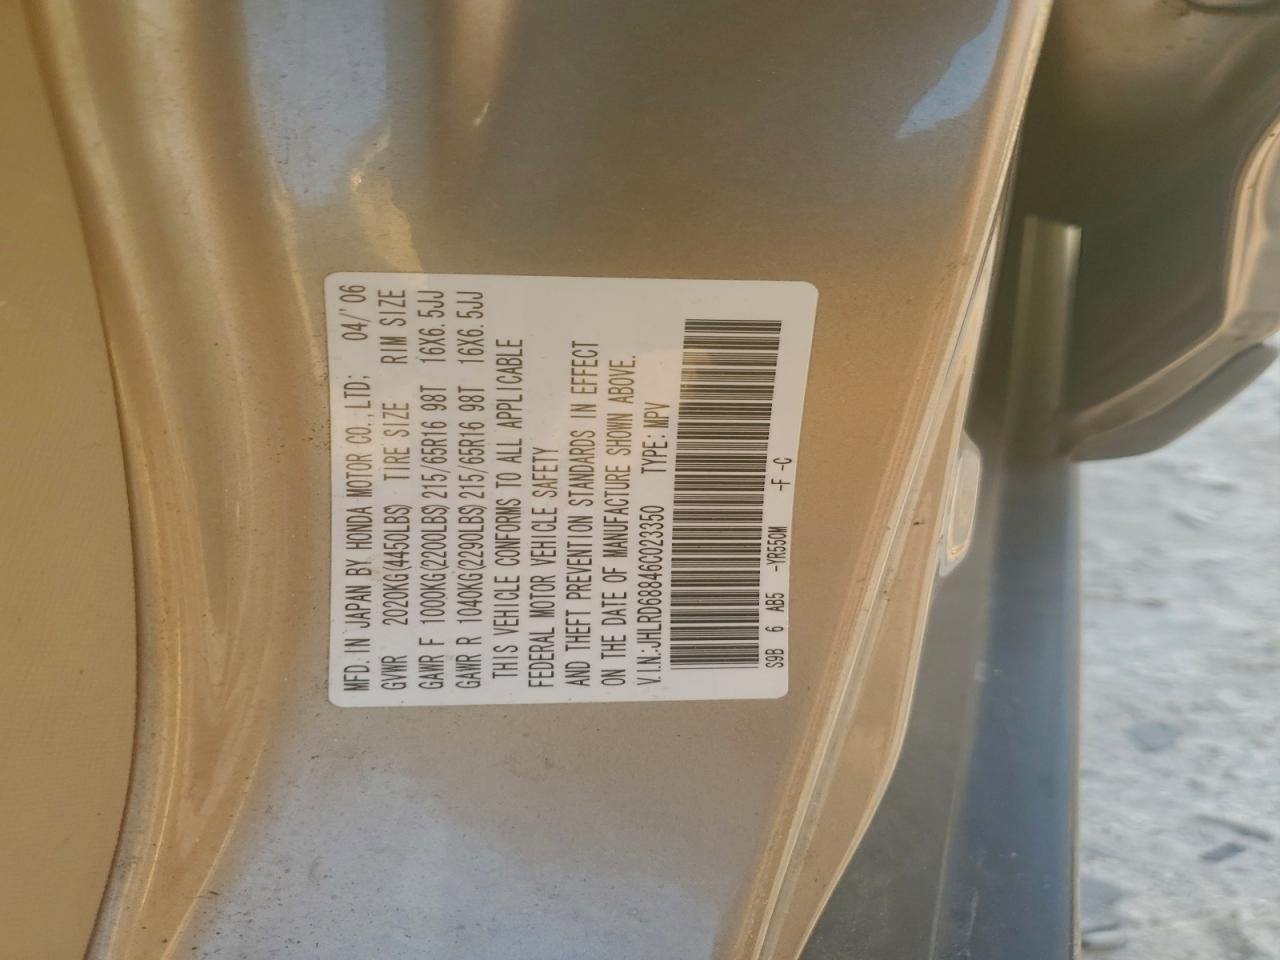 MFD. IN JAPAN BY HONDA MOTOR CO., LTD; 04/'06
GVWR 2020KG(4450LBS) TIRE SIZE RIM SIZE
GAWR F 1000KG(2200LBS) 215/65R16 98T 16X6.5JJ
GAWR R 1040KG(2290LBS) 215/65R16 98T 16X6.5JJ
THIS VEHICLE CONFORMS TO ALL APPLICABLE
FEDERAL MOTOR VEHICLE SAFETY
AND THEFT PREVENTION STANDARDS IN EFFECT
ON THE DATE OF MANUFACTURE SHOWN ABOVE.
V.I.N.:JHLRD68846C023350 TYPE: MPV
S9B 6 AB5 -YR550M -F -C